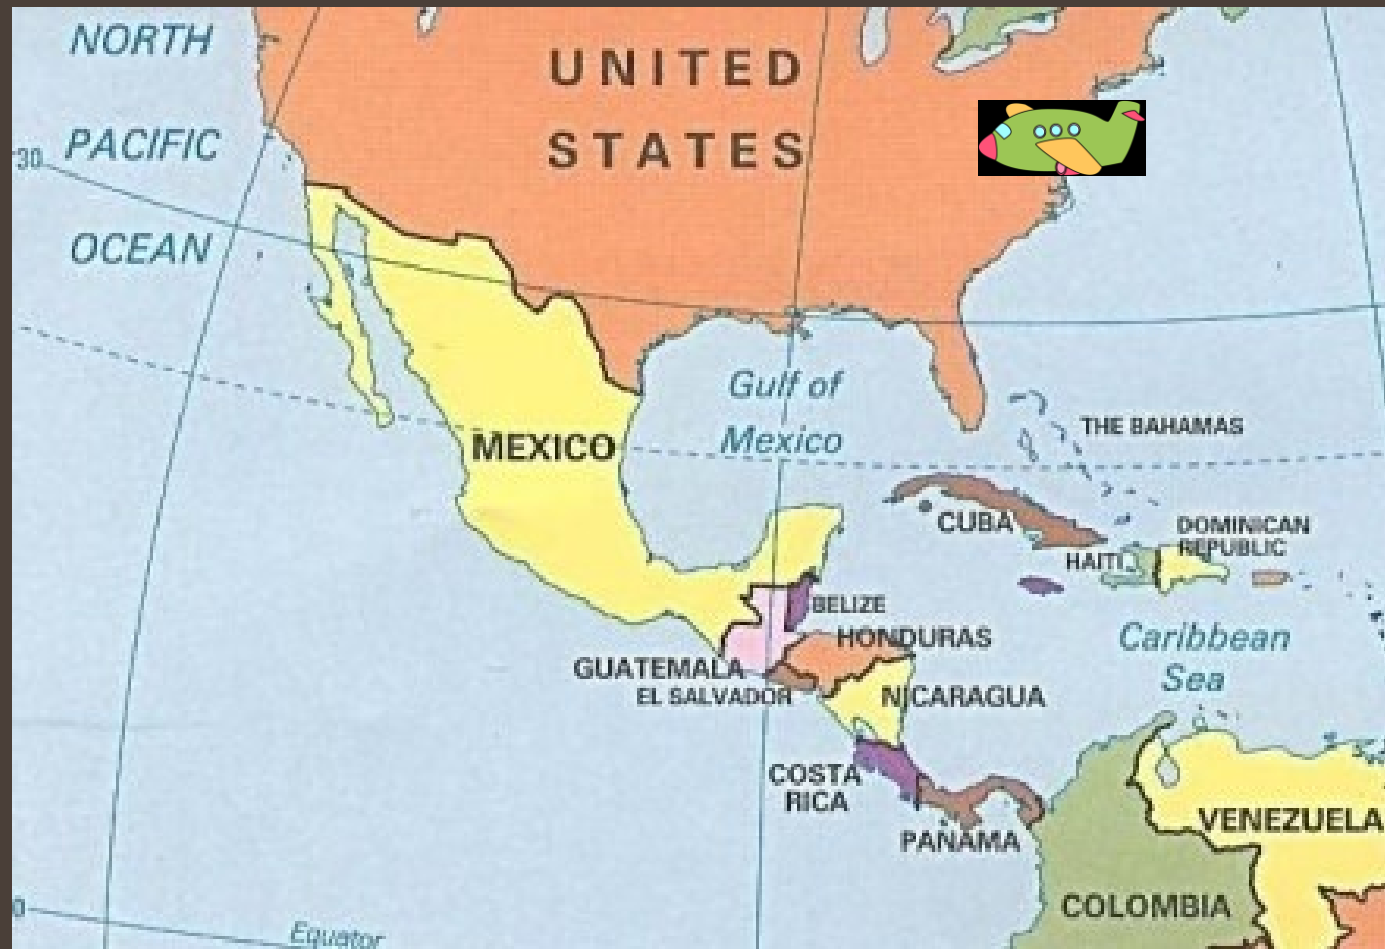 NORTH
PACIFIC
OCEAN
UNITED
STATES
30
Gulf of
Mexico
MEXICO
THE BAHAMAS
CUBA
DOMINICAN
REPUBLIC
HAITI
BELIZE
HONDURAS
Caribbean
Sea
GUATEMALA
EL SALVADOR
NICARAGUA
COSTA
RICA
PANAMA
VENEZUELA
COLOMBIA
0
Equator